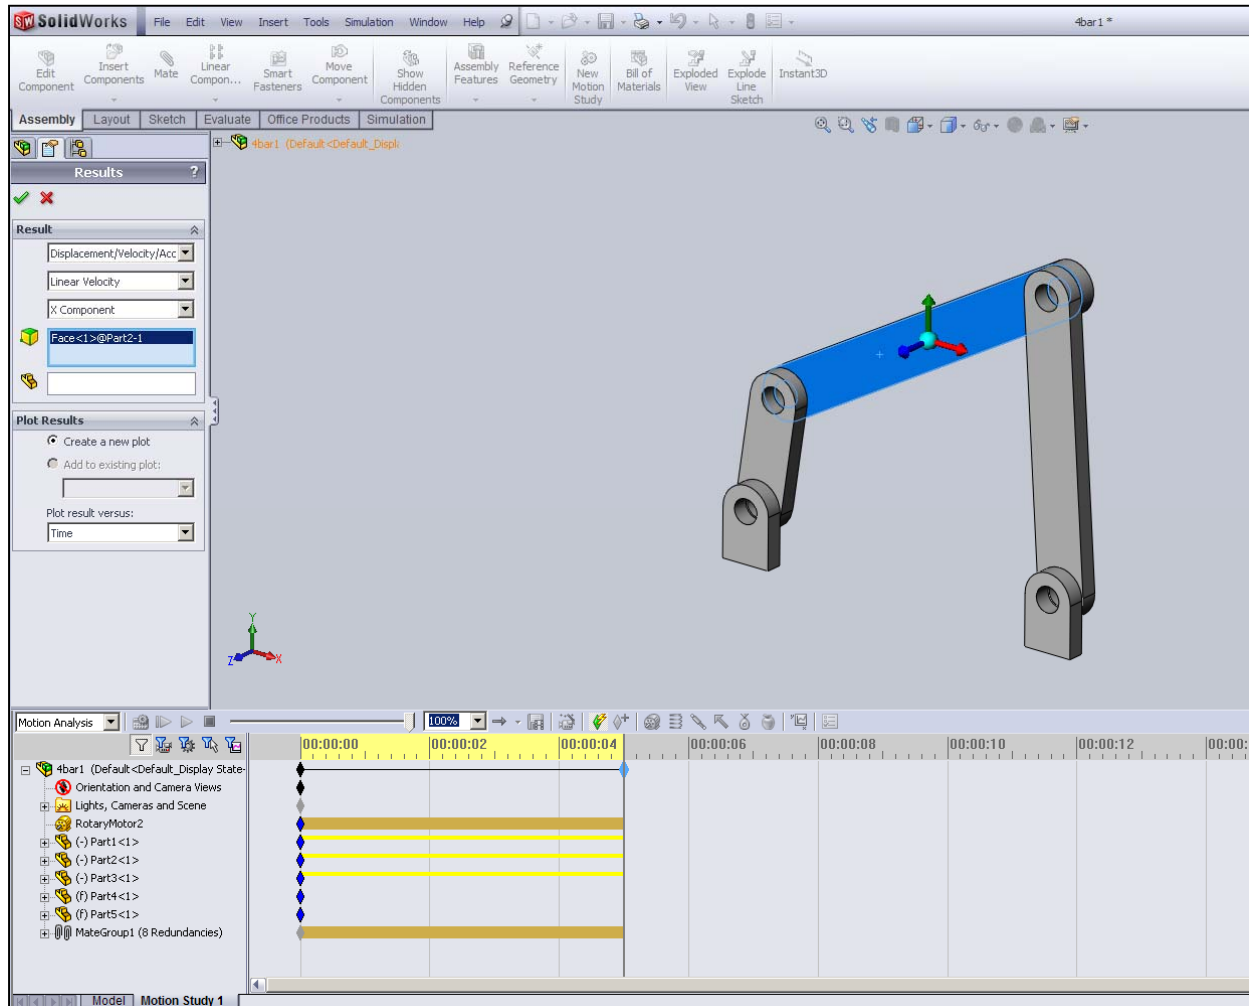 SolidWorks File Edit View Insert Tools Simulation Window Help 4bar1 *
Edit Component
Insert Components
Mate
Linear Compon...
Smart Fasteners
Move Component
Show Hidden Components
Assembly Features
Reference Geometry
New Motion Study
Bill of Materials
Exploded View
Explode Line Sketch
Instant3D
Assembly Layout Sketch Evaluate Office Products Simulation
4bar1 (Default<Default_Displ
Results ?
Result
Displacement/Velocity/Acc
Linear Velocity
X Component
Face<1>@Part2-1
Plot Results
Create a new plot
Add to existing plot:
Plot result versus:
Time
Y
Z X
Motion Analysis 100%
00:00:00 00:00:02 00:00:04 00:00:06 00:00:08 00:00:10 00:00:12 00:00:
4bar1 (Default<Default_Display State-
Orientation and Camera Views
Lights, Cameras and Scene
RotaryMotor2
(-) Part1<1>
(-) Part2<1>
(-) Part3<1>
(f) Part4<1>
(f) Part5<1>
MateGroup1 (8 Redundancies)
Model Motion Study 1